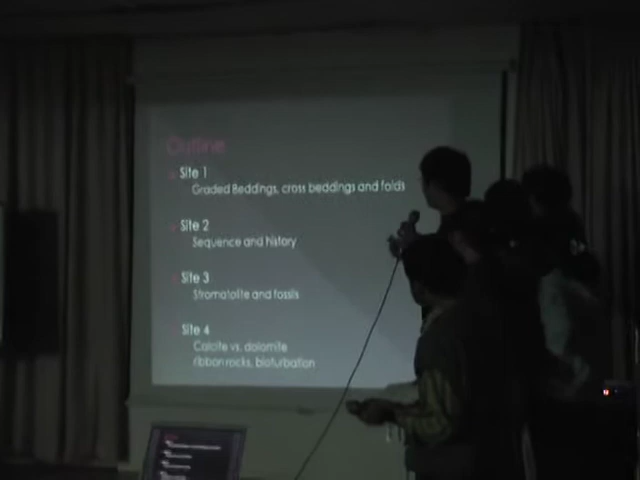 Outline
Site 1
Graded Beddings, cross beddings and folds
Site 2
Sequence and history
Site 3
Stromatolite and fossils
Site 4
Calcite vs. dolomite
ribbon rocks, bioturbation